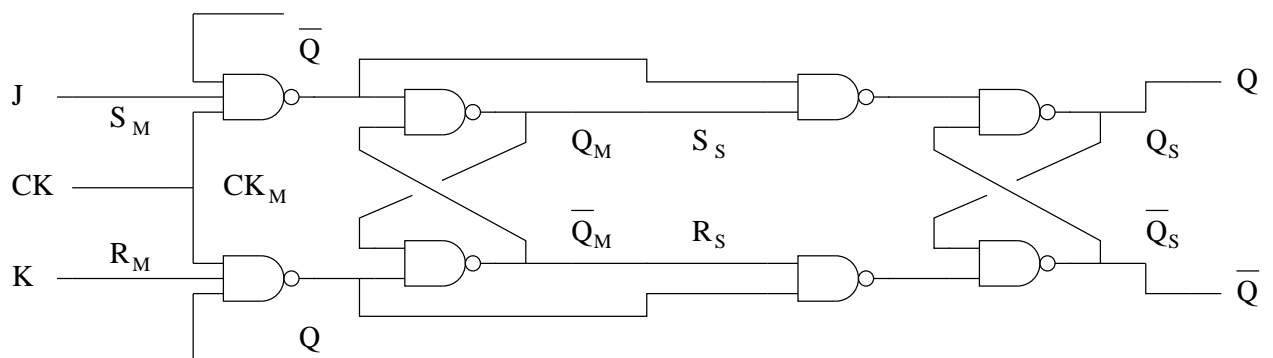 Q̅
J
Q
S_M
Q_M
S_S
Q_S
CK
CK_M
Q̅_M
R_S
Q̅_S
R_M
K
Q̅
Q